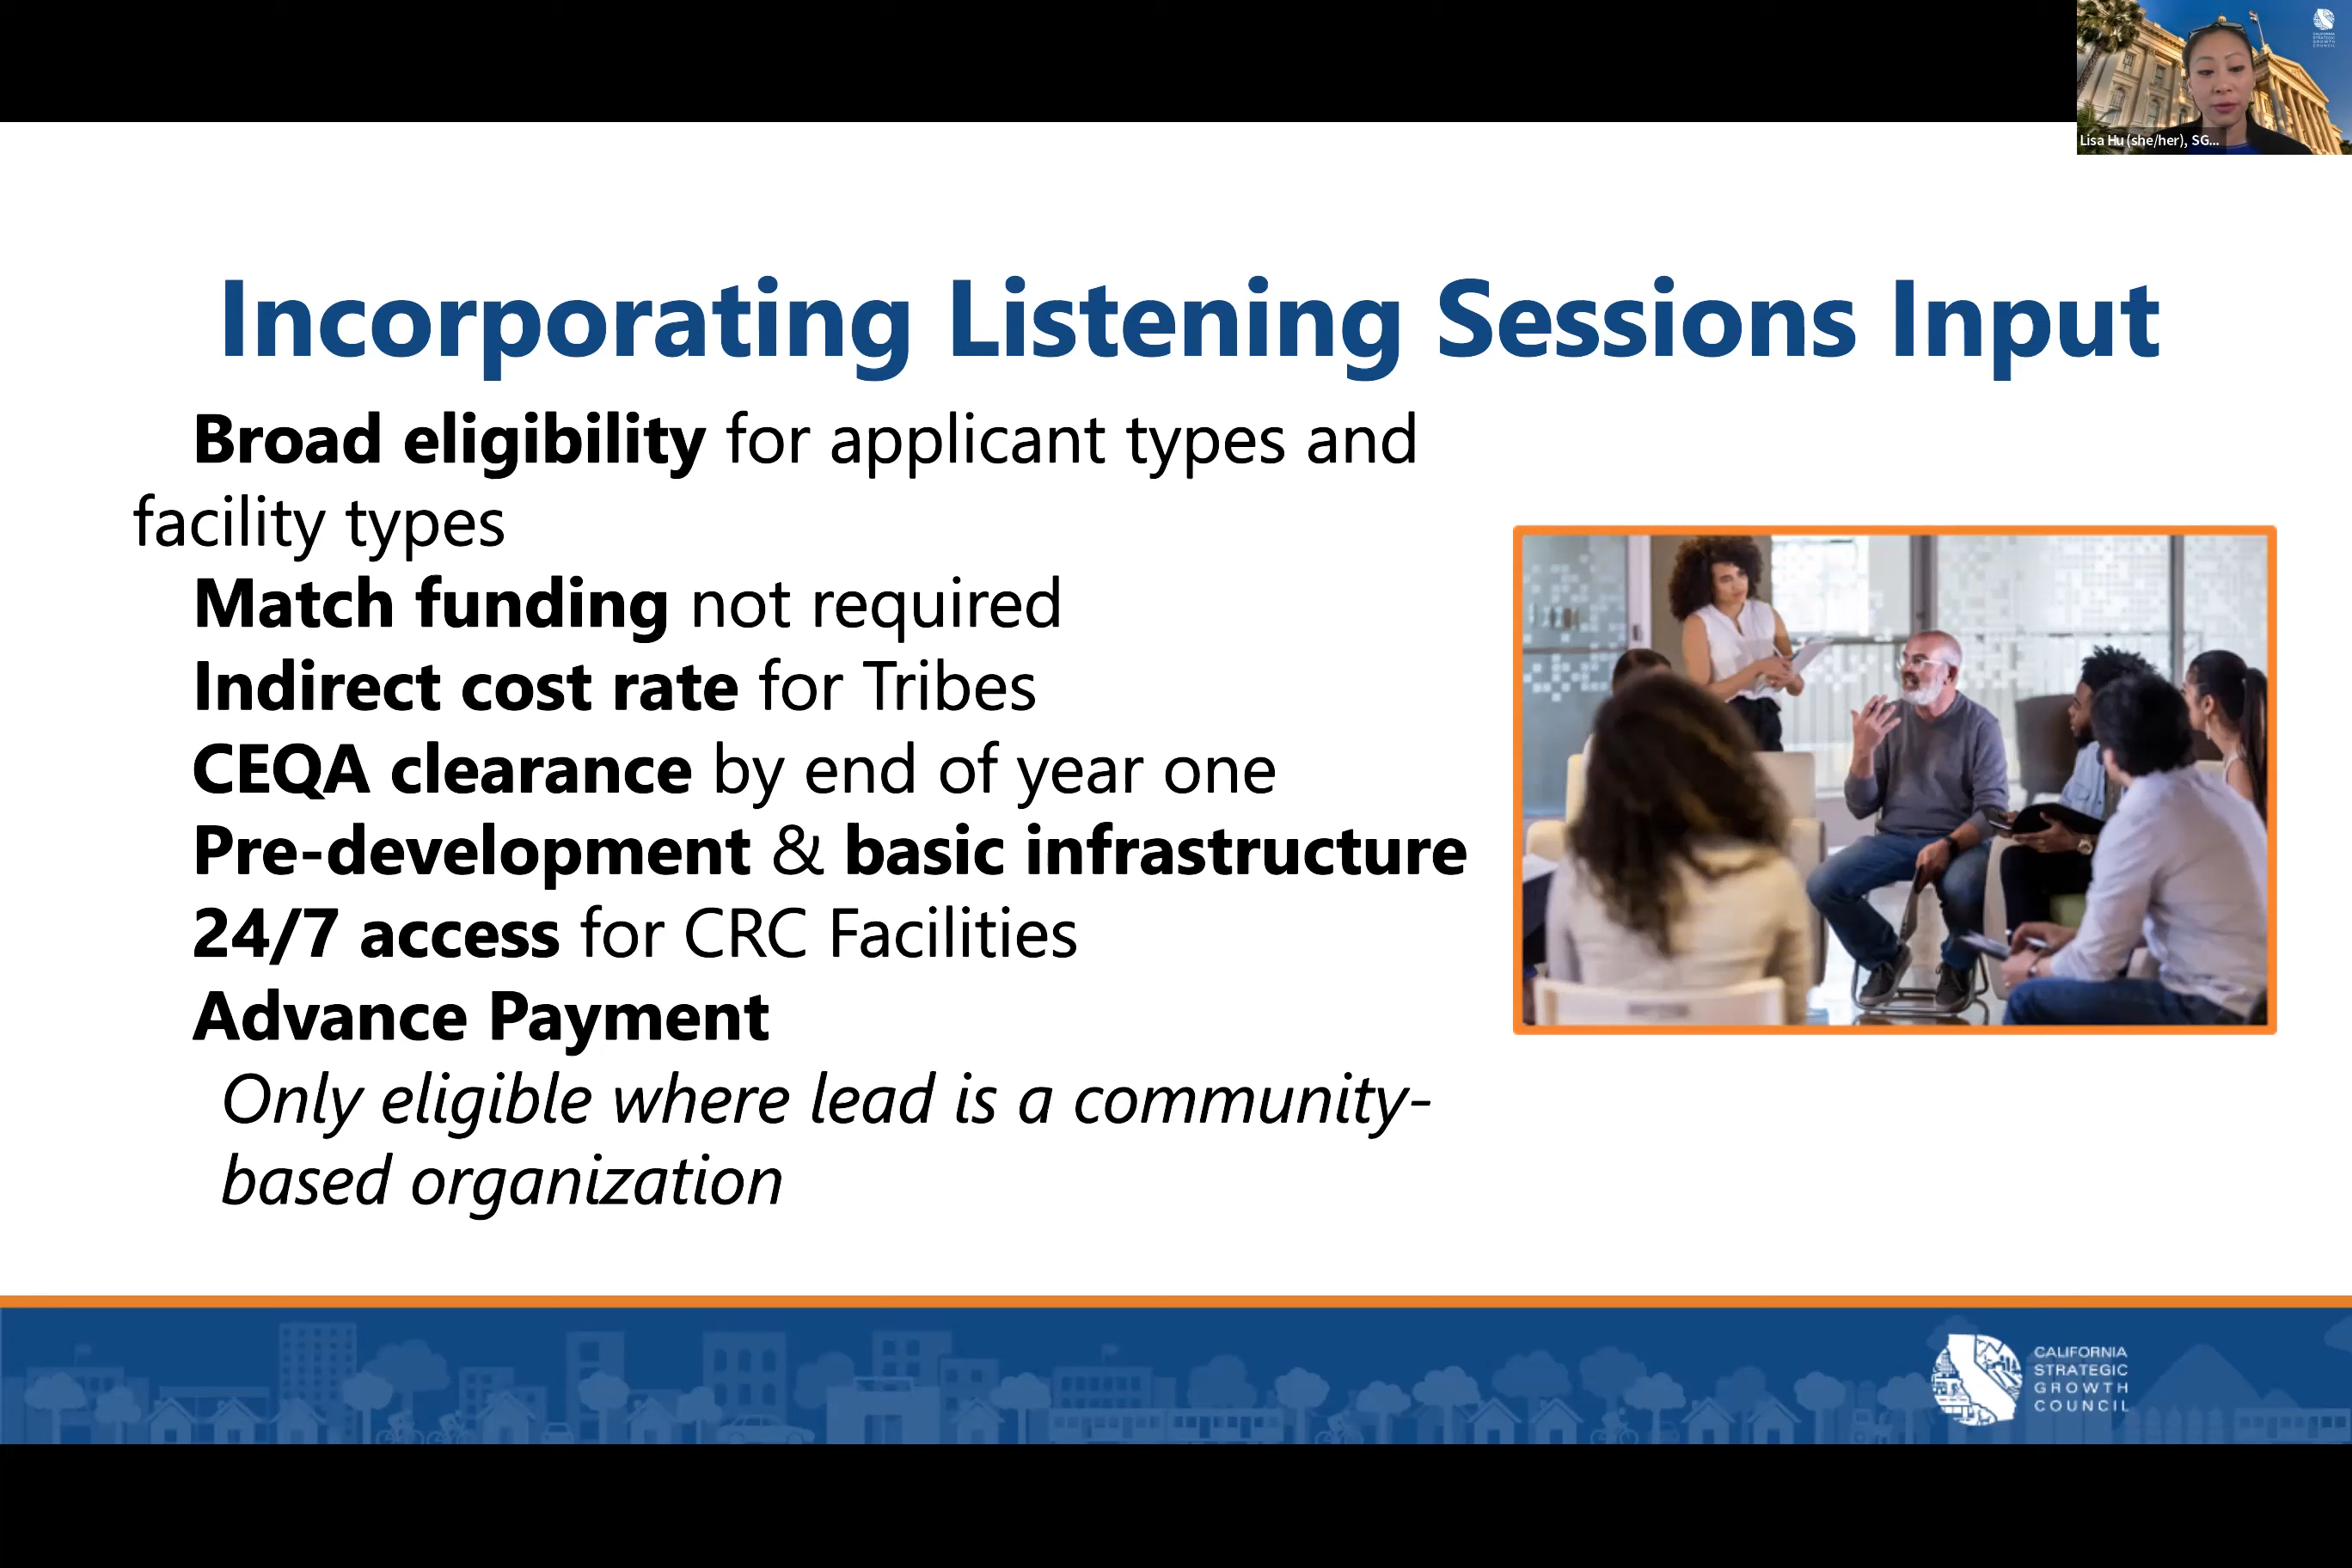 Lisa Hu (she/her), SG...
Incorporating Listening Sessions Input
Broad eligibility for applicant types and
facility types
Match funding not required
Indirect cost rate for Tribes
CEQA clearance by end of year one
Pre-development & basic infrastructure
24/7 access for CRC Facilities
Advance Payment
Only eligible where lead is a community-
based organization
CALIFORNIA
STRATEGIC
GROWTH
COUNCIL